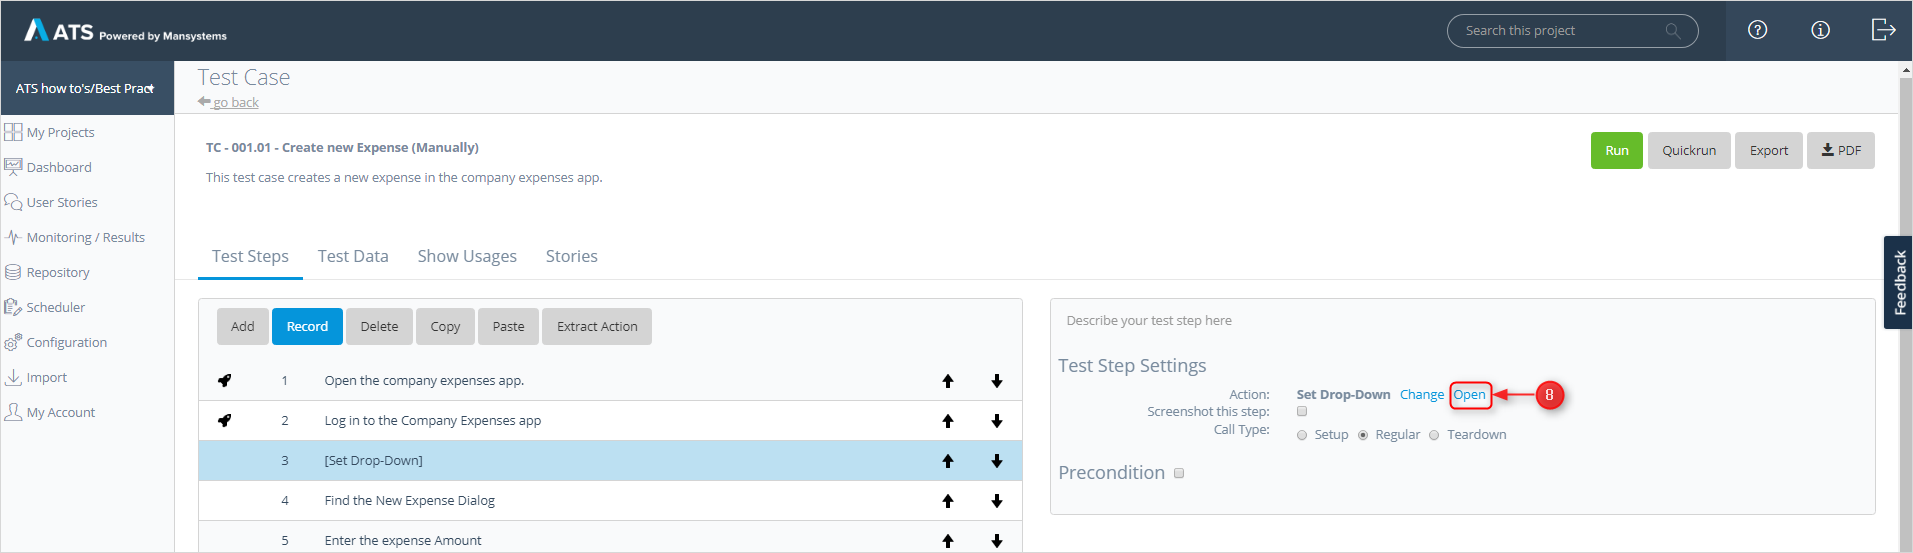 ATS Powered by Mansystems
Search this project
ATS how to's/Best Pract
Test Case
go back
My Projects
Dashboard
User Stories
Monitoring / Results
Repository
Scheduler
Configuration
Import
My Account
TC - 001.01 - Create new Expense (Manually)
This test case creates a new expense in the company expenses app.
Run Quickrun Export PDF
Test Steps Test Data Show Usages Stories
Add Record Delete Copy Paste Extract Action
1 Open the company expenses app.
2 Log in to the Company Expenses app
3 [Set Drop-Down]
4 Find the New Expense Dialog
5 Enter the expense Amount
Describe your test step here
Test Step Settings
Action: Set Drop-Down Change Open 8
Screenshot this step:
Call Type: Setup Regular Teardown
Precondition
Feedback